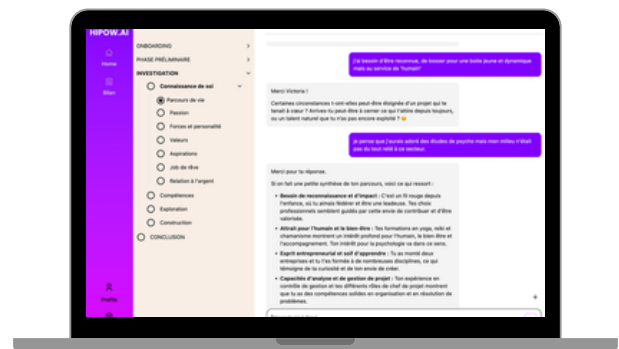 HIPOW.AI
Home
Bilan
Profile
ONBOARDING
PHASE PRÉLIMINAIRE
INVESTIGATION
Connaissance de soi
Parcours de vie
Passion
Forces et personnalité
Valeurs
Aspirations
Job de rêve
Relation à l'argent
Compétences
Exploration
Construction
CONCLUSION
j'ai besoin d'être reconnue, de bosser pour une boite jeune et dynamique
mais au service de "humain"
Merci Victoria !
Certaines circonstances t-ont-elles peut-être éloignée d'un projet qui te
tenait à cœur ? Arrives-tu peut-être à cerner ce qui t'attire depuis toujours,
ou un talent naturel que tu n'as pas encore exploité ?
je pense que j'aurais adoré des études de psycho mais mon milieu n'était
pas du tout relié à ce secteur.
Merci pour ta réponse.
Si on fait une petite synthèse de ton parcours, voici ce qui ressort :
• Besoin de reconnaissance et d'impact : C'est un fil rouge depuis
l'enfance, où tu aimais fédérer et être une leadeuse. Tes choix
professionnels semblent guidés par cette envie de contribuer et d'être
valorisée.
• Attrait pour l'humain et le bien-être : Tes formations en yoga, reiki et
chamanisme montrent un intérêt profond pour l'humain, le bien-être et
l'accompagnement. Ton intérêt pour la psychologie va dans ce sens.
• Esprit entrepreneurial et soif d'apprendre : Tu as monté deux
entreprises et tu t'es formée à de nombreuses disciplines, ce qui
témoigne de ta curiosité et de ton envie de créer.
• Capacités d'analyse et de gestion de projet : Ton expérience en
contrôle de gestion et tes différents rôles de chef de projet montrent
que tu as des compétences solides en organisation et en résolution de
problèmes.